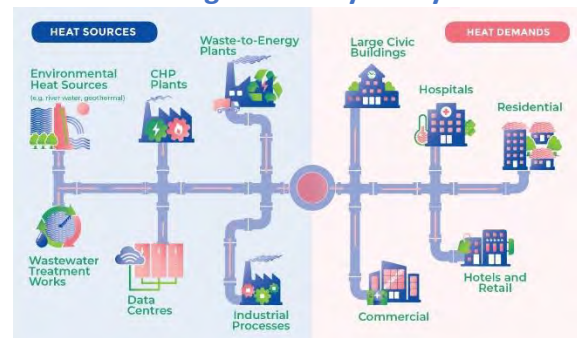 HEAT SOURCES
HEAT DEMANDS
Environmental
Heat Sources
(e.g. river water, geothermal)
CHP
Plants
Waste-to-Energy
Plants
Large Civic
Buildings
Hospitals
Residential
Wastewater
Treatment
Works
Data
Centres
Industrial
Processes
Commercial
Hotels and
Retail